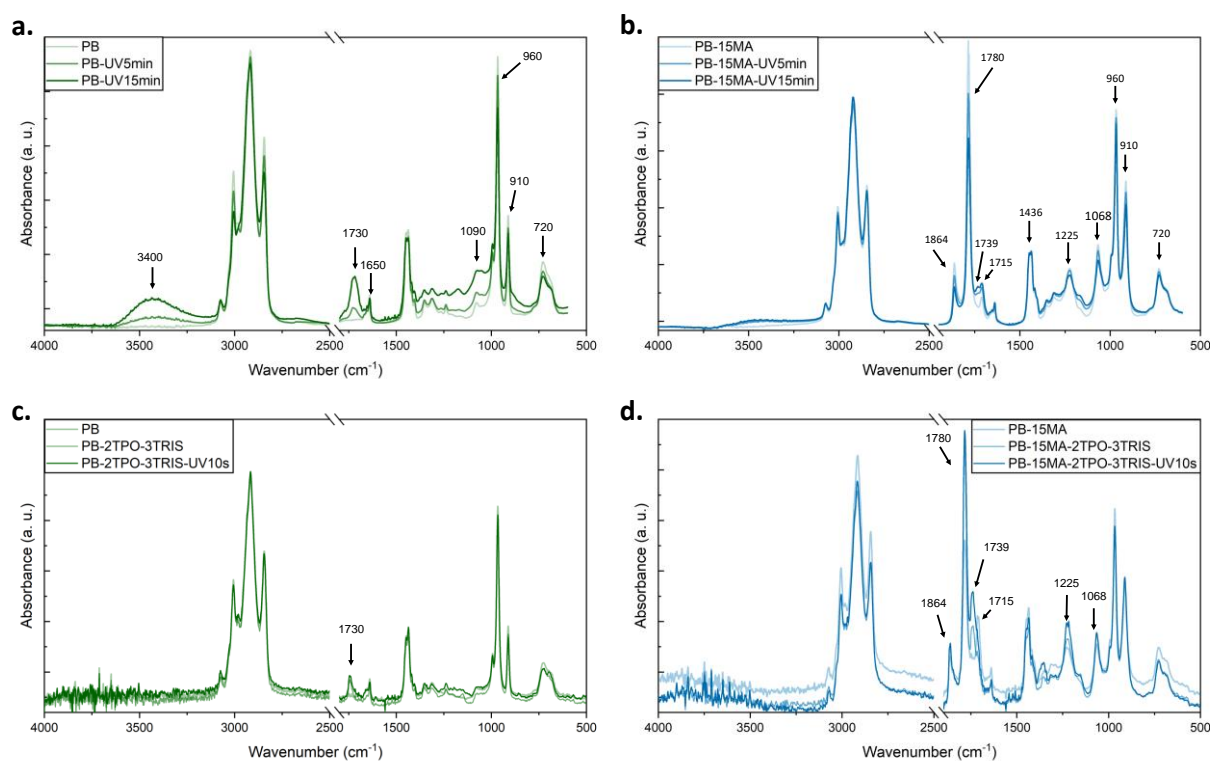 a.
PB
PB-UV5min
PB-UV15min
3400
1730
1650
1090
960
910
720
Absorbance (a. u.)
4000 3500 3000 2500 1500 1000 500
Wavenumber (cm⁻¹)
b.
PB-15MA
PB-15MA-UV5min
PB-15MA-UV15min
1780
1864
1739
1715
1436
1225
1068
960
910
720
Absorbance (a. u.)
4000 3500 3000 2500 1500 1000 500
Wavenumber (cm⁻¹)
c.
PB
PB-2TPO-3TRIS
PB-2TPO-3TRIS-UV10s
1730
Absorbance (a. u.)
4000 3500 3000 2500 1500 1000 500
Wavenumber (cm⁻¹)
d.
PB-15MA
PB-15MA-2TPO-3TRIS
PB-15MA-2TPO-3TRIS-UV10s
1780
1739
1864
1715
1225
1068
Absorbance (a. u.)
4000 3500 3000 2500 1500 1000 500
Wavenumber (cm⁻¹)